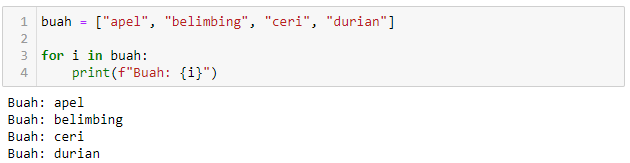 1 buah = ["apel", "belimbing", "ceri", "durian"]
2
3 for i in buah:
4     print(f"Buah: {i}")
Buah: apel
Buah: belimbing
Buah: ceri
Buah: durian